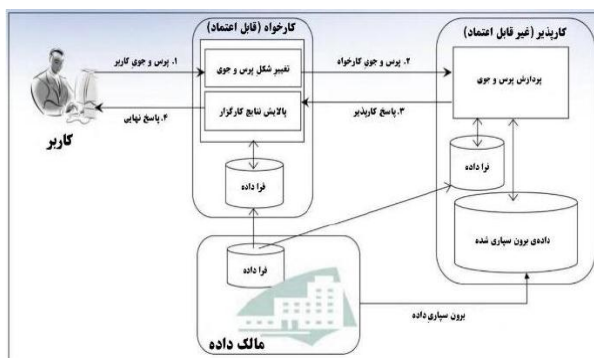 کارخواه (قابل اعتماد)
کارپذیر (غیر قابل اعتماد)
۱. پرس و جوی کاربر
تغییر شکل پرس و جوی
۲. پرس و جوی کارخواه
پردازش پرس و جوی
پالایش نتایج کارگزار
۳. پاسخ کارپذیر
۴. پاسخ نهایی
کاربر
فرا داده
فرا داده
داده‌ی برون سپاری شده
فرا داده
مالک داده
برون سپاری داده